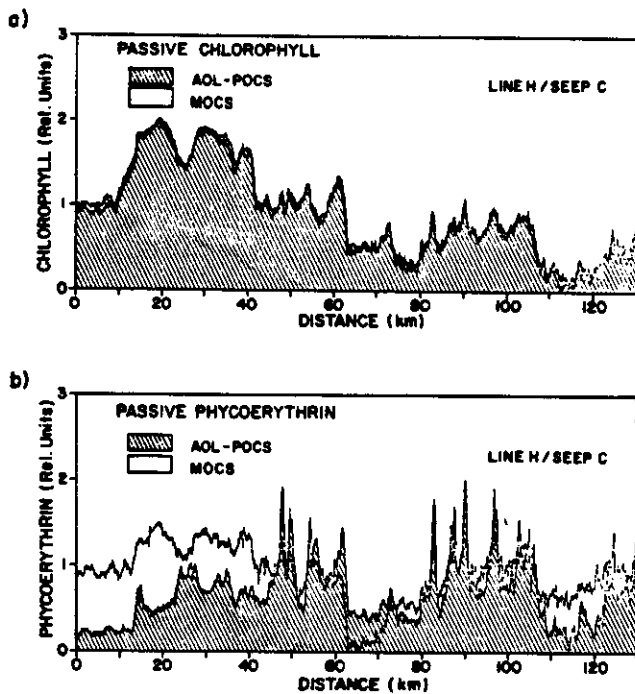 a)
3
PASSIVE CHLOROPHYLL
AOL-POCS
MOCS
LINE H / SEEP C
CHLOROPHYLL (Rel. Units)
2
1
0
0 20 40 60 80 100 120
DISTANCE (km)
b)
3
PASSIVE PHYCOERYTHRIN
AOL-POCS
MOCS
LINE H / SEEP C
PHYCOERYTHRIN (Rel. Units)
2
1
0
0 20 40 60 80 100 120
DISTANCE (km)